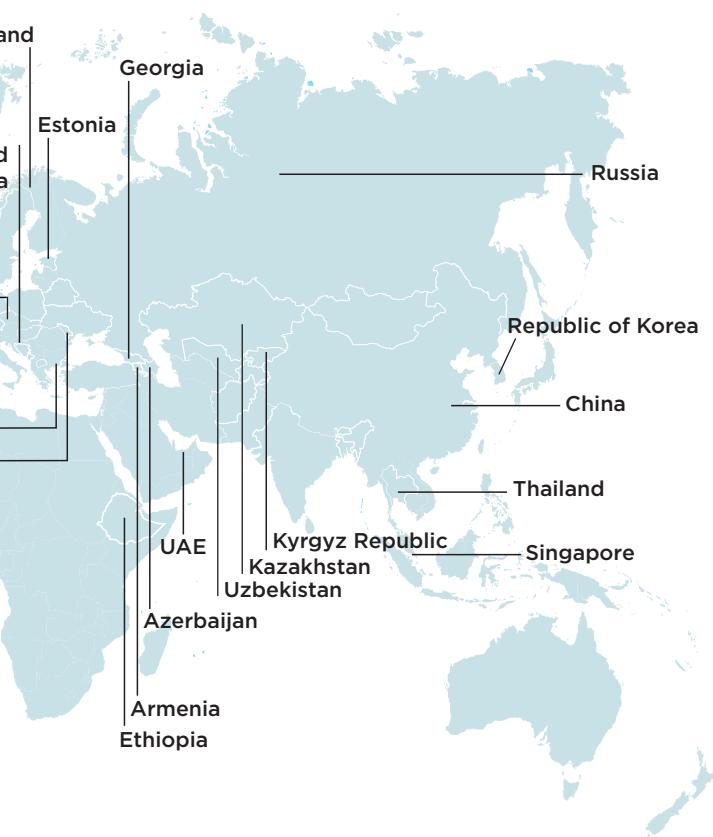 and
Georgia
Estonia
d
a
Russia
Republic of Korea
China
Thailand
Kyrgyz Republic
UAE
Singapore
Kazakhstan
Uzbekistan
Azerbaijan
Armenia
Ethiopia